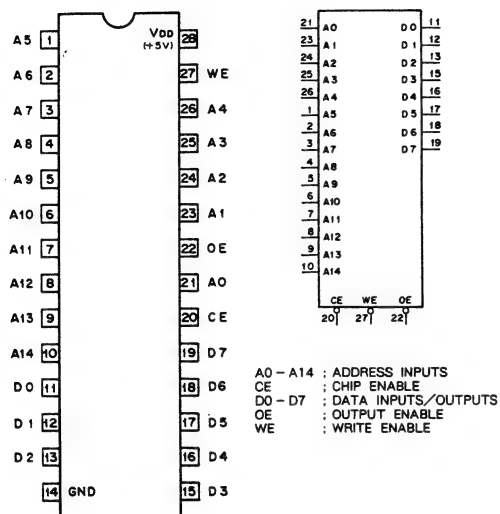 VDD
(+5V)
A5 1
28
A6 2
27 WE
A7 3
26 A4
A8 4
25 A3
A9 5
24 A2
A10 6
23 A1
A11 7
22 OE
A12 8
21 A0
A13 9
20 CE
A14 10
19 D7
D0 11
18 D6
D1 12
17 D5
D2 13
16 D4
14 GND
15 D3
21 A0 D0 11
23 A1 D1 12
24 A2 D2 13
25 A3 D3 15
26 A4 D4 16
1 A5 D5 17
2 A6 D6 18
3 A7 D7 19
4 A8
5 A9
6 A10
7 A11
8 A12
9 A13
10 A14
CE WE OE
20 27 22
A0 - A14 : ADDRESS INPUTS
CE : CHIP ENABLE
D0 - D7 : DATA INPUTS/OUTPUTS
OE : OUTPUT ENABLE
WE : WRITE ENABLE